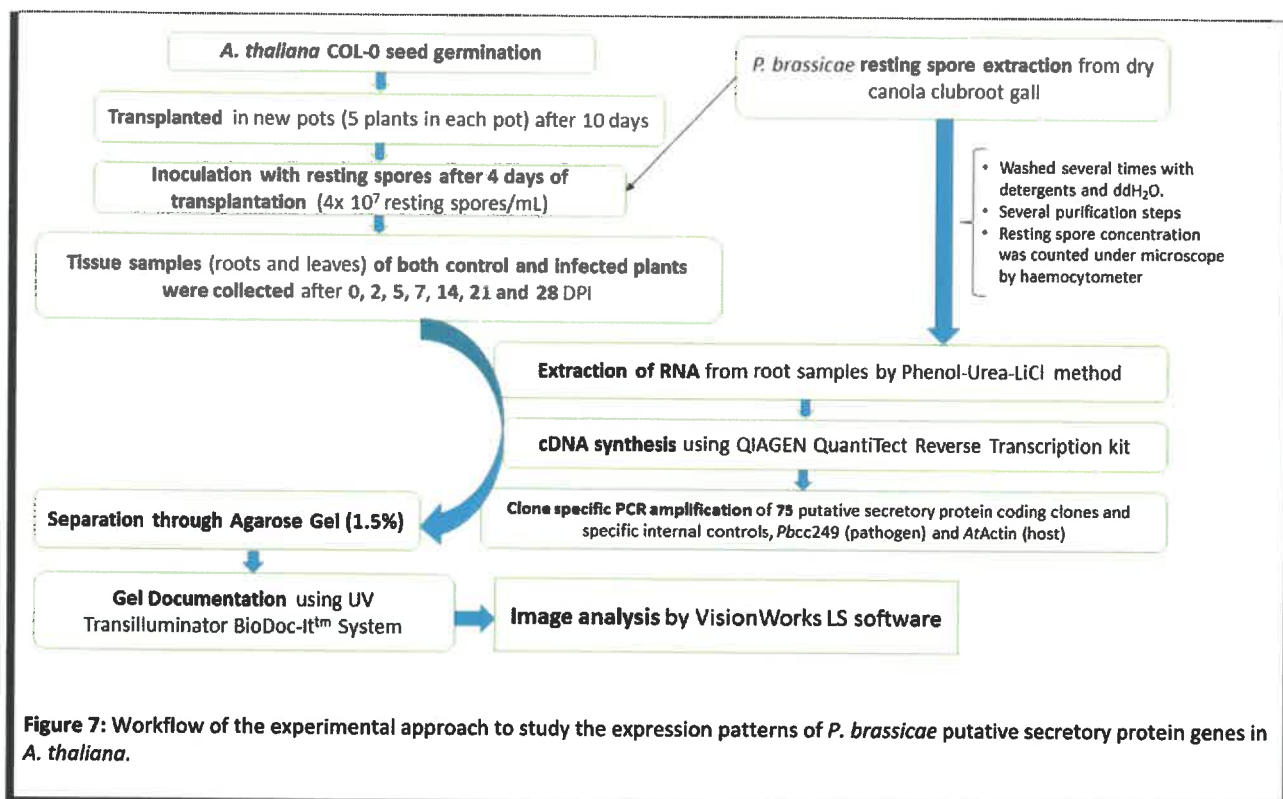 A. thaliana COL-0 seed germination
Transplanted in new pots (5 plants in each pot) after 10 days
Inoculation with resting spores after 4 days of
transplantation (4x 10⁷ resting spores/mL)
Tissue samples (roots and leaves) of both control and infected plants
were collected after 0, 2, 5, 7, 14, 21 and 28 DPI
P. brassicae resting spore extraction from dry
canola clubroot gall
• Washed several times with
detergents and ddH₂O.
• Several purification steps
• Resting spore concentration
was counted under microscope
by haemocytometer
Extraction of RNA from root samples by Phenol-Urea-LiCl method
cDNA synthesis using QIAGEN QuantiTect Reverse Transcription kit
Clone specific PCR amplification of 75 putative secretory protein coding clones and
specific internal controls, Pbcc249 (pathogen) and AtActin (host)
Separation through Agarose Gel (1.5%)
Gel Documentation using UV
Transilluminator BioDoc-Itᵗᵐ System
Image analysis by VisionWorks LS software
Figure 7: Workflow of the experimental approach to study the expression patterns of P. brassicae putative secretory protein genes in
A. thaliana.